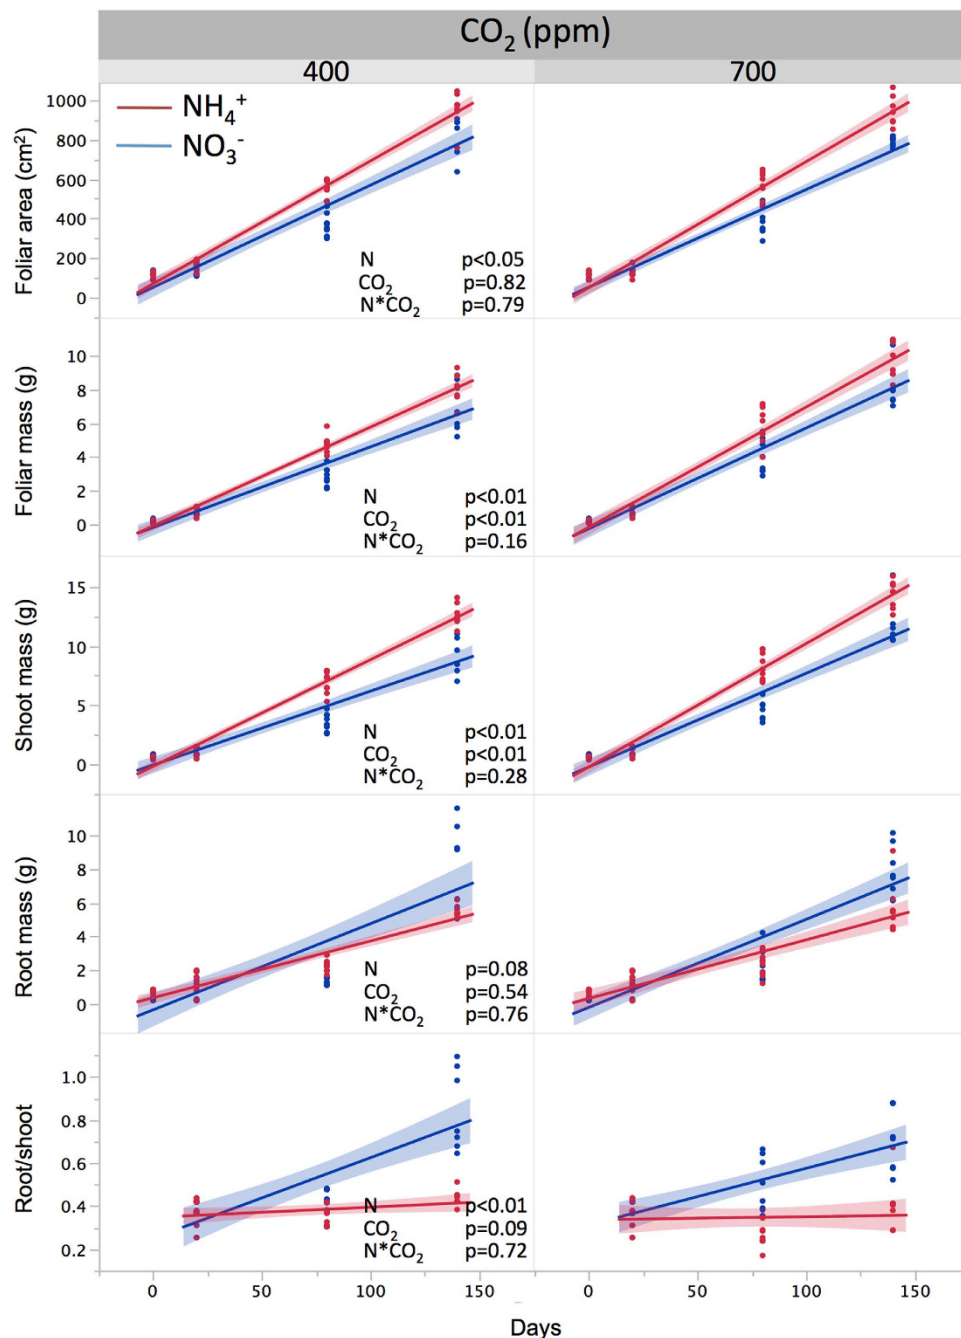 CO₂ (ppm)
400 700
NH₄⁺
NO₃⁻
Foliar area (cm²)
1000
800
600
400
200
0
N p<0.05
CO₂ p=0.82
N*CO₂ p=0.79
Foliar mass (g)
10
8
6
4
2
0
N p<0.01
CO₂ p<0.01
N*CO₂ p=0.16
Shoot mass (g)
15
10
5
0
N p<0.01
CO₂ p<0.01
N*CO₂ p=0.28
Root mass (g)
10
8
6
4
2
0
N p=0.08
CO₂ p=0.54
N*CO₂ p=0.76
Root/shoot
1.0
0.8
0.6
0.4
0.2
N p<0.01
CO₂ p=0.09
N*CO₂ p=0.72
0 50 100 150 0 50 100 150
Days